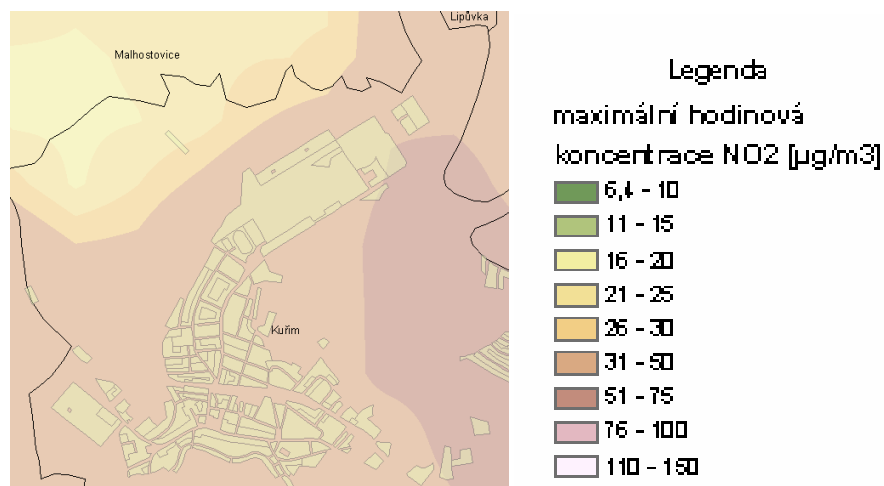 Lipůvka
Malhostovice
Kuřim
Legenda
maximální hodinová
koncentrace NO2 [µg/m3]
6,4 - 10
11 - 15
16 - 20
21 - 25
26 - 30
31 - 50
51 - 75
76 - 100
110 - 150